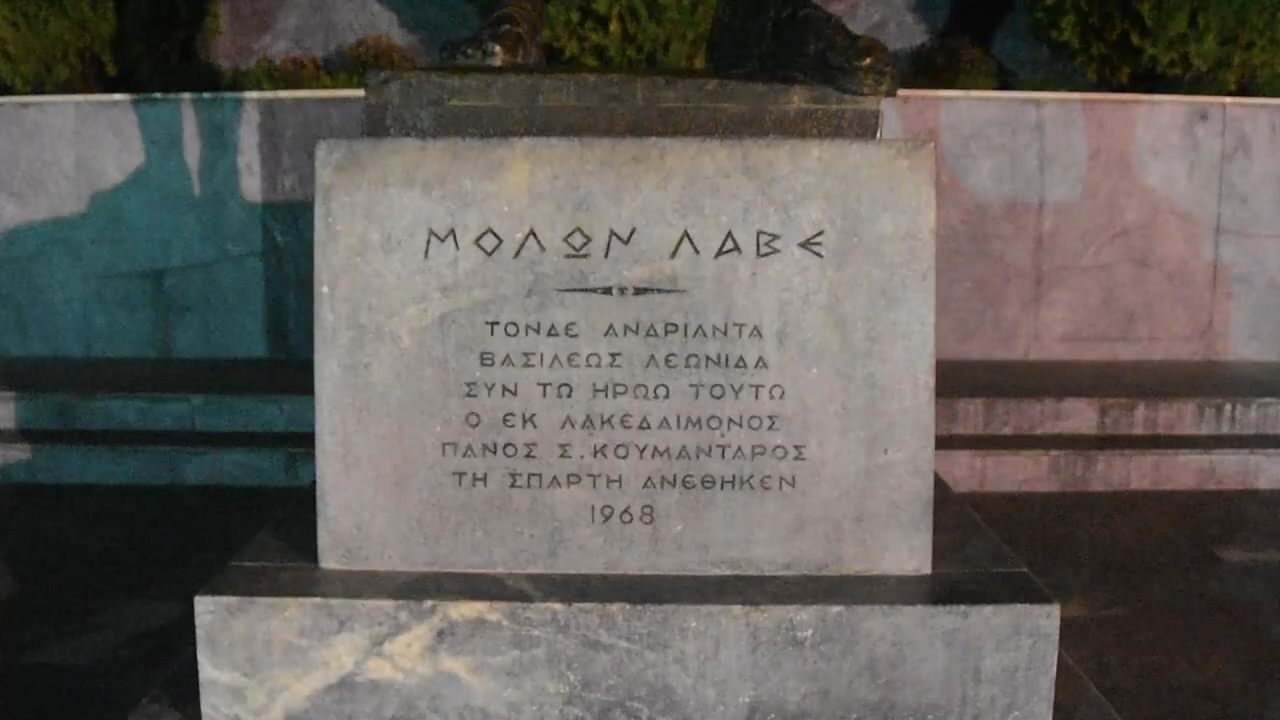 ΜΟΛΩΝ ΛΑΒΕ
ΤΟΝΔΕ ΑΝΔΡΙΑΝΤΑ
ΒΑΣΙΛΕΩΣ ΛΕΩΝΙΔΑ
ΣΥΝ ΤΩ ΗΡΩΩ ΤΟΥΤΩ
Ο ΕΚ ΛΑΚΕΔΑΙΜΟΝΟΣ
ΠΑΝΟΣ Σ. ΚΟΥΜΑΝΤΑΡΟΣ
ΤΗ ΣΠΑΡΤΗ ΑΝΕΘΗΚΕΝ
1968